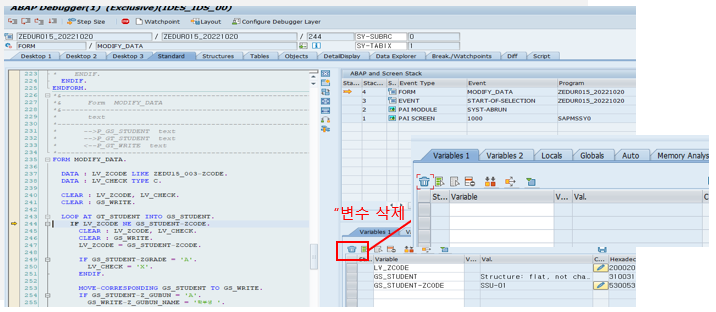 ABAP Debugger(1) (Exclusive)(IDES_IDS_00)
Step Size Watchpoint Layout Configure Debugger Layer
ZEDUR015_20221020 / ZEDUR015_20221020 / 244 SY-SUBRC 0
FORM / MODIFY_DATA SY-TABIX 1
Desktop 1 Desktop 2 Desktop 3 Standard Structures Tables Objects DetailDisplay Data Explorer Break./Watchpoints Diff Script
223 * ENDIF.
224 ENDIF.
225 ENDFORM.
226 *&
227 *& Form MODIFY_DATA
228
229 * text
230
231 * -->P_GS_STUDENT text
232 * <--P_GT_WRITE text
234
235 FORM MODIFY_DATA.
236
237 DATA : LV_ZCODE LIKE ZEDU15_003-ZCODE.
238 DATA : LV_CHECK TYPE C.
239
240 CLEAR : LV_ZCODE, LV_CHECK.
241 CLEAR : GS_WRITE.
242
243 LOOP AT GT_STUDENT INTO GS_STUDENT.
244 IF LV_ZCODE NE GS_STUDENT-ZCODE.
245 CLEAR : LV_ZCODE, LV_CHECK.
246 CLEAR : GS_WRITE.
247 LV_ZCODE = GS_STUDENT-ZCODE.
248
249 IF GS_STUDENT-ZGRADE = 'A'.
250 LV_CHECK = 'X'.
251 ENDIF.
252
253 MOVE-CORRESPONDING GS_STUDENT TO GS_WRITE.
254 IF GS_STUDENT-Z_GUBUN = 'A'.
255 GS_WRITE-Z_GUBUN_NAME =
ABAP and Screen Stack
Sta... Stac... S.. Event Type Event Program
4 FORM MODIFY_DATA ZEDUR015_20221020
3 EVENT START-OF-SELECTION ZEDUR015_20221020
2 PAI MODULE SYST-ABRUN
1 PAI SCREEN 1000 SAPMSSY0
Variables 1 Variables 2 Locals Globals Auto Memory Analys
St... Variable V... Val. C
"변수 삭제
Variables 1
St... Variable V... Val. C... Hexadec
LV_ZCODE 200020
GS_STUDENT Structure: flat, not cha... 310031
GS_STUDENT-ZCODE SSU-01 530053